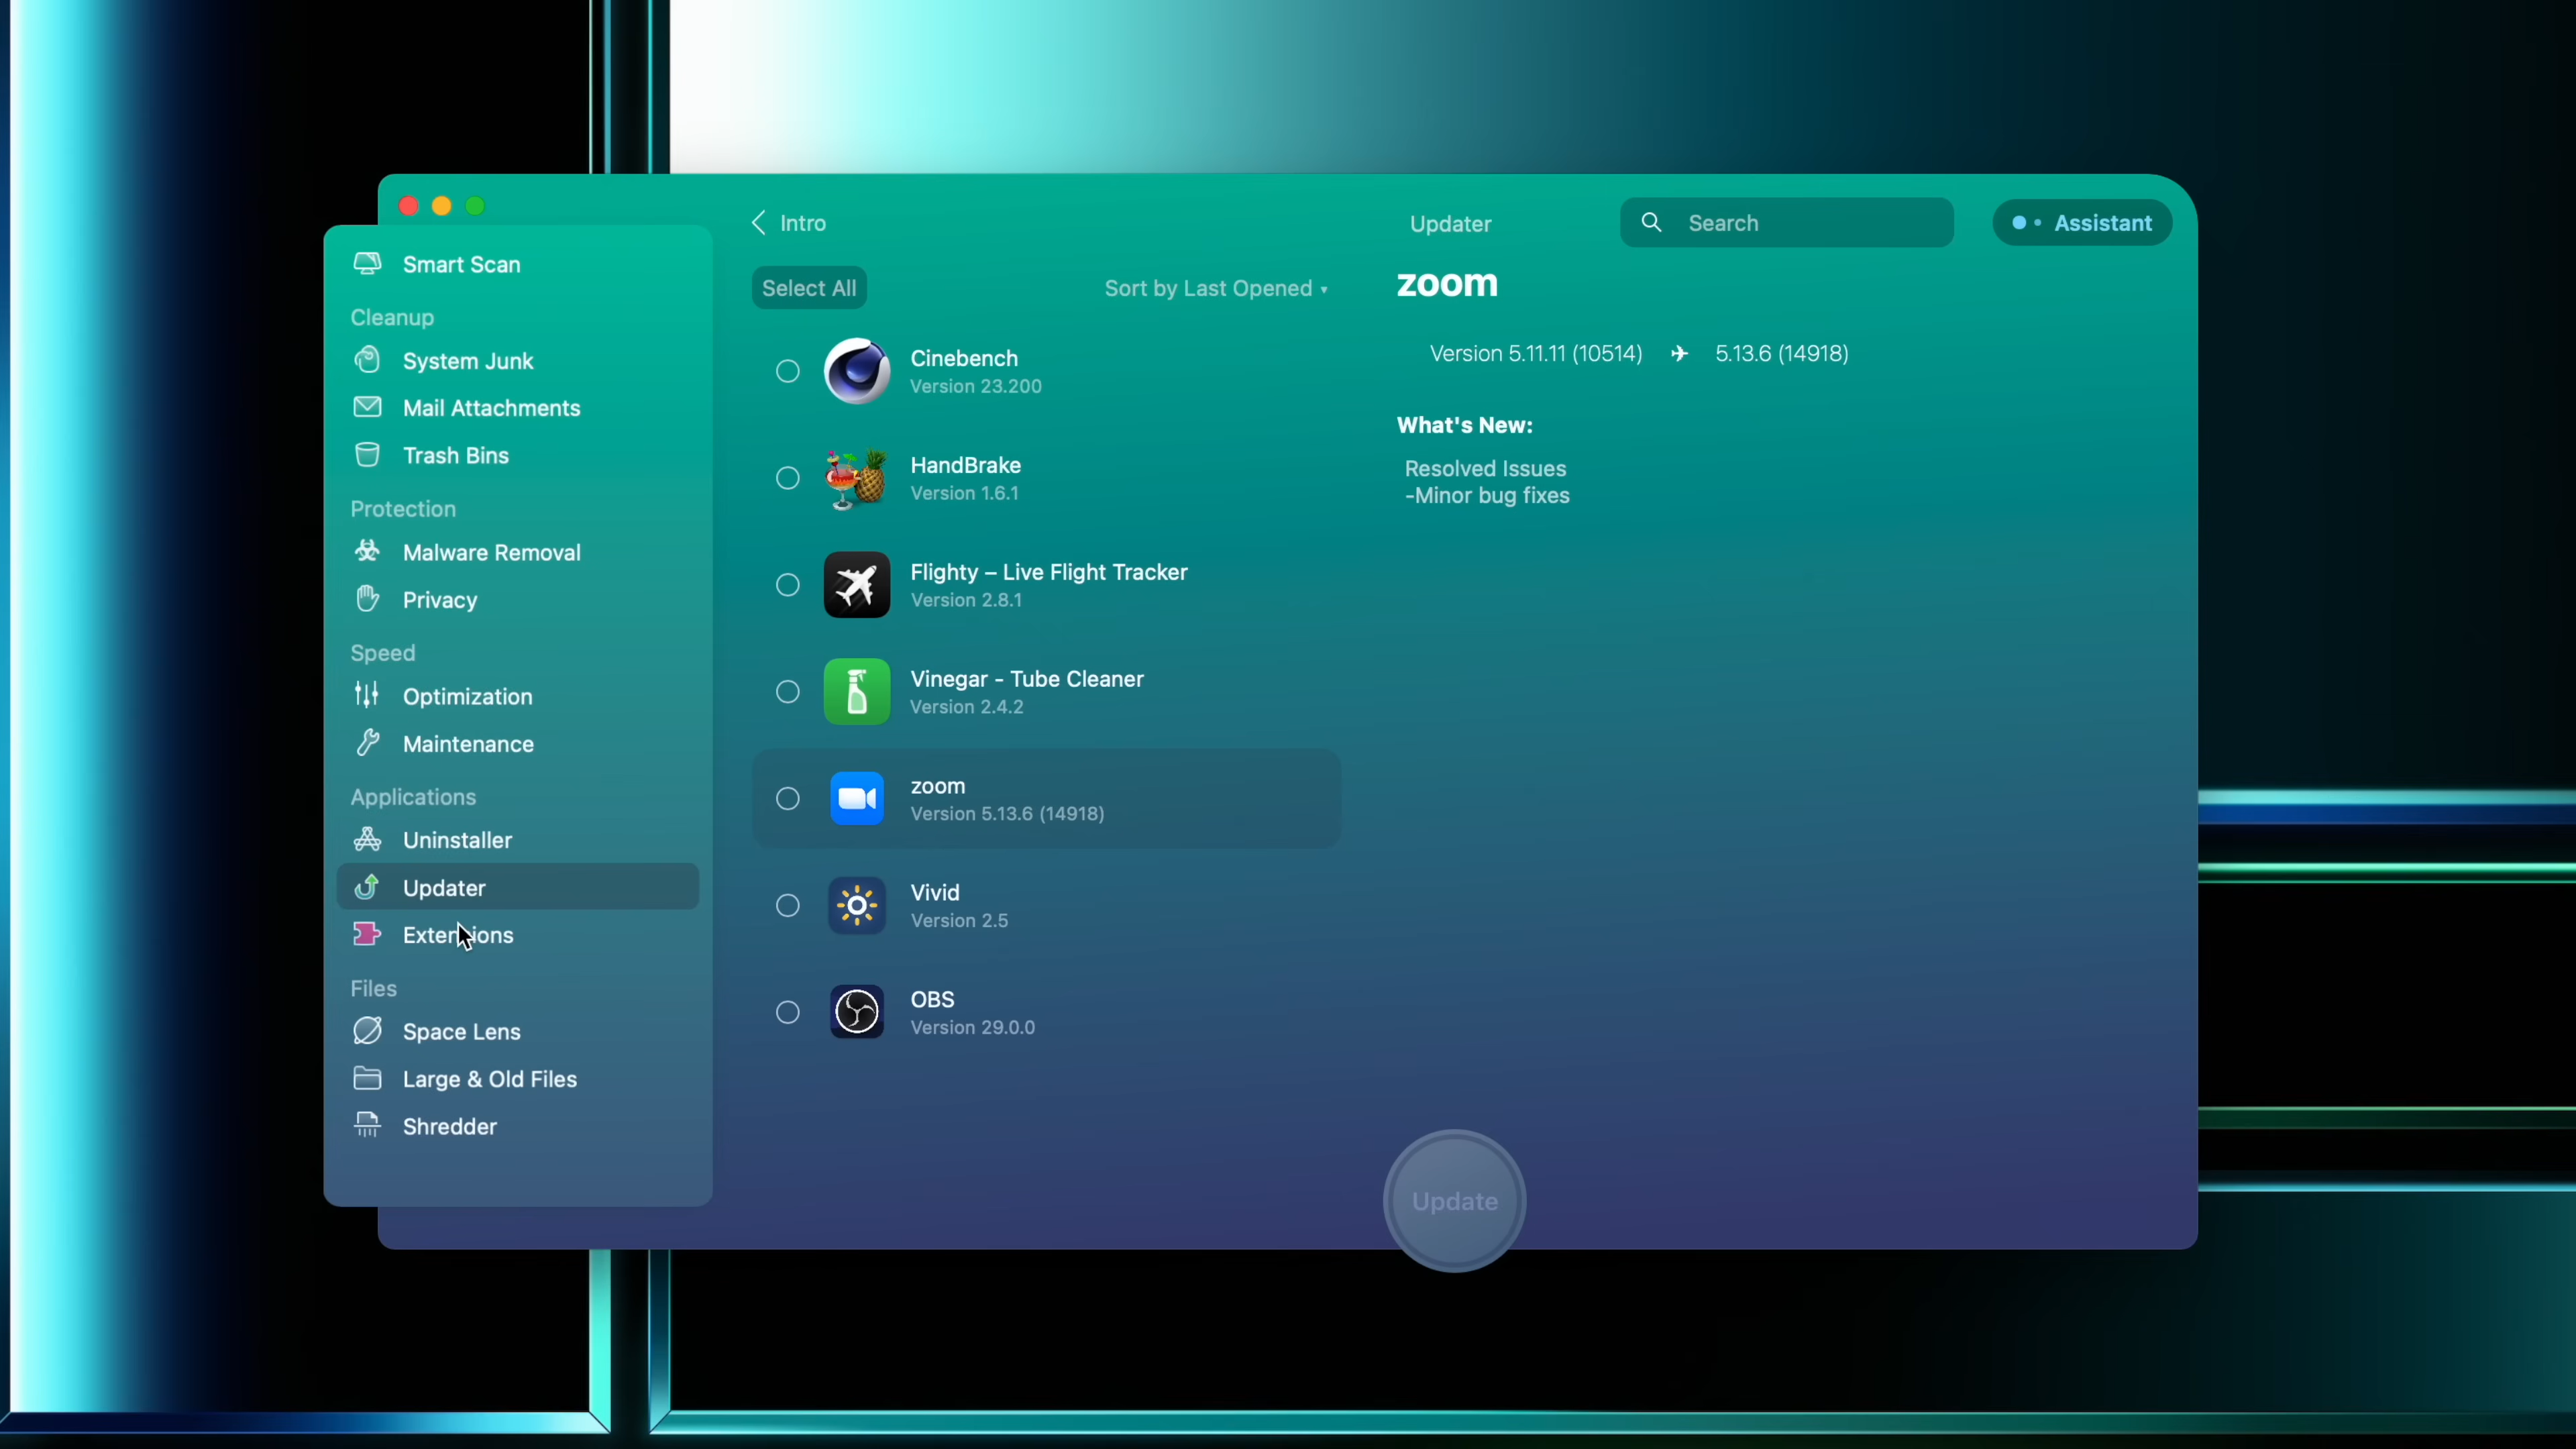 Smart Scan
Cleanup
System Junk
Mail Attachments
Trash Bins
Protection
Malware Removal
Privacy
Speed
Optimization
Maintenance
Applications
Uninstaller
Updater
Extensions
Files
Space Lens
Large & Old Files
Shredder
Intro
Updater
Search
Assistant
Select All
Sort by Last Opened
Cinebench
Version 23.200
HandBrake
Version 1.6.1
Flighty – Live Flight Tracker
Version 2.8.1
Vinegar - Tube Cleaner
Version 2.4.2
zoom
Version 5.13.6 (14918)
Vivid
Version 2.5
OBS
Version 29.0.0
zoom
Version 5.11.11 (10514) ✈ 5.13.6 (14918)
What's New:
Resolved Issues
-Minor bug fixes
Update